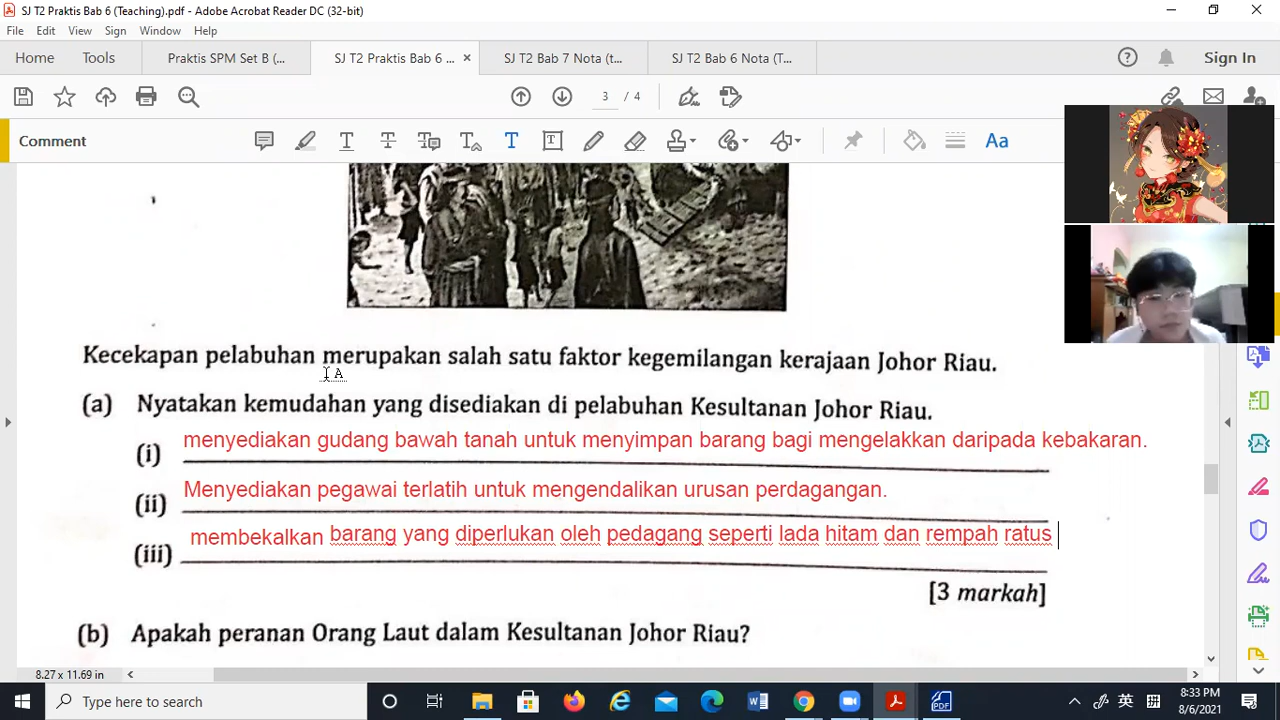 SJ T2 Praktis Bab 6 (Teaching).pdf - Adobe Acrobat Reader DC (32-bit)
File Edit View Sign Window Help
Home Tools Praktis SPM Set B (... SJ T2 Praktis Bab 6 ... × SJ T2 Bab 7 Nota (t... SJ T2 Bab 6 Nota (T... Sign In
3 / 4
Comment Aa
Kecekapan pelabuhan merupakan salah satu faktor kegemilangan kerajaan Johor Riau.
(a) Nyatakan kemudahan yang disediakan di pelabuhan Kesultanan Johor Riau.
(i) menyediakan gudang bawah tanah untuk menyimpan barang bagi mengelakkan daripada kebakaran.
(ii) Menyediakan pegawai terlatih untuk mengendalikan urusan perdagangan.
(iii) membekalkan barang yang diperlukan oleh pedagang seperti lada hitam dan rempah ratus
[3 markah]
(b) Apakah peranan Orang Laut dalam Kesultanan Johor Riau?
8.27 x 11.69 in
Type here to search 英 拼 8:33 PM
8/6/2021